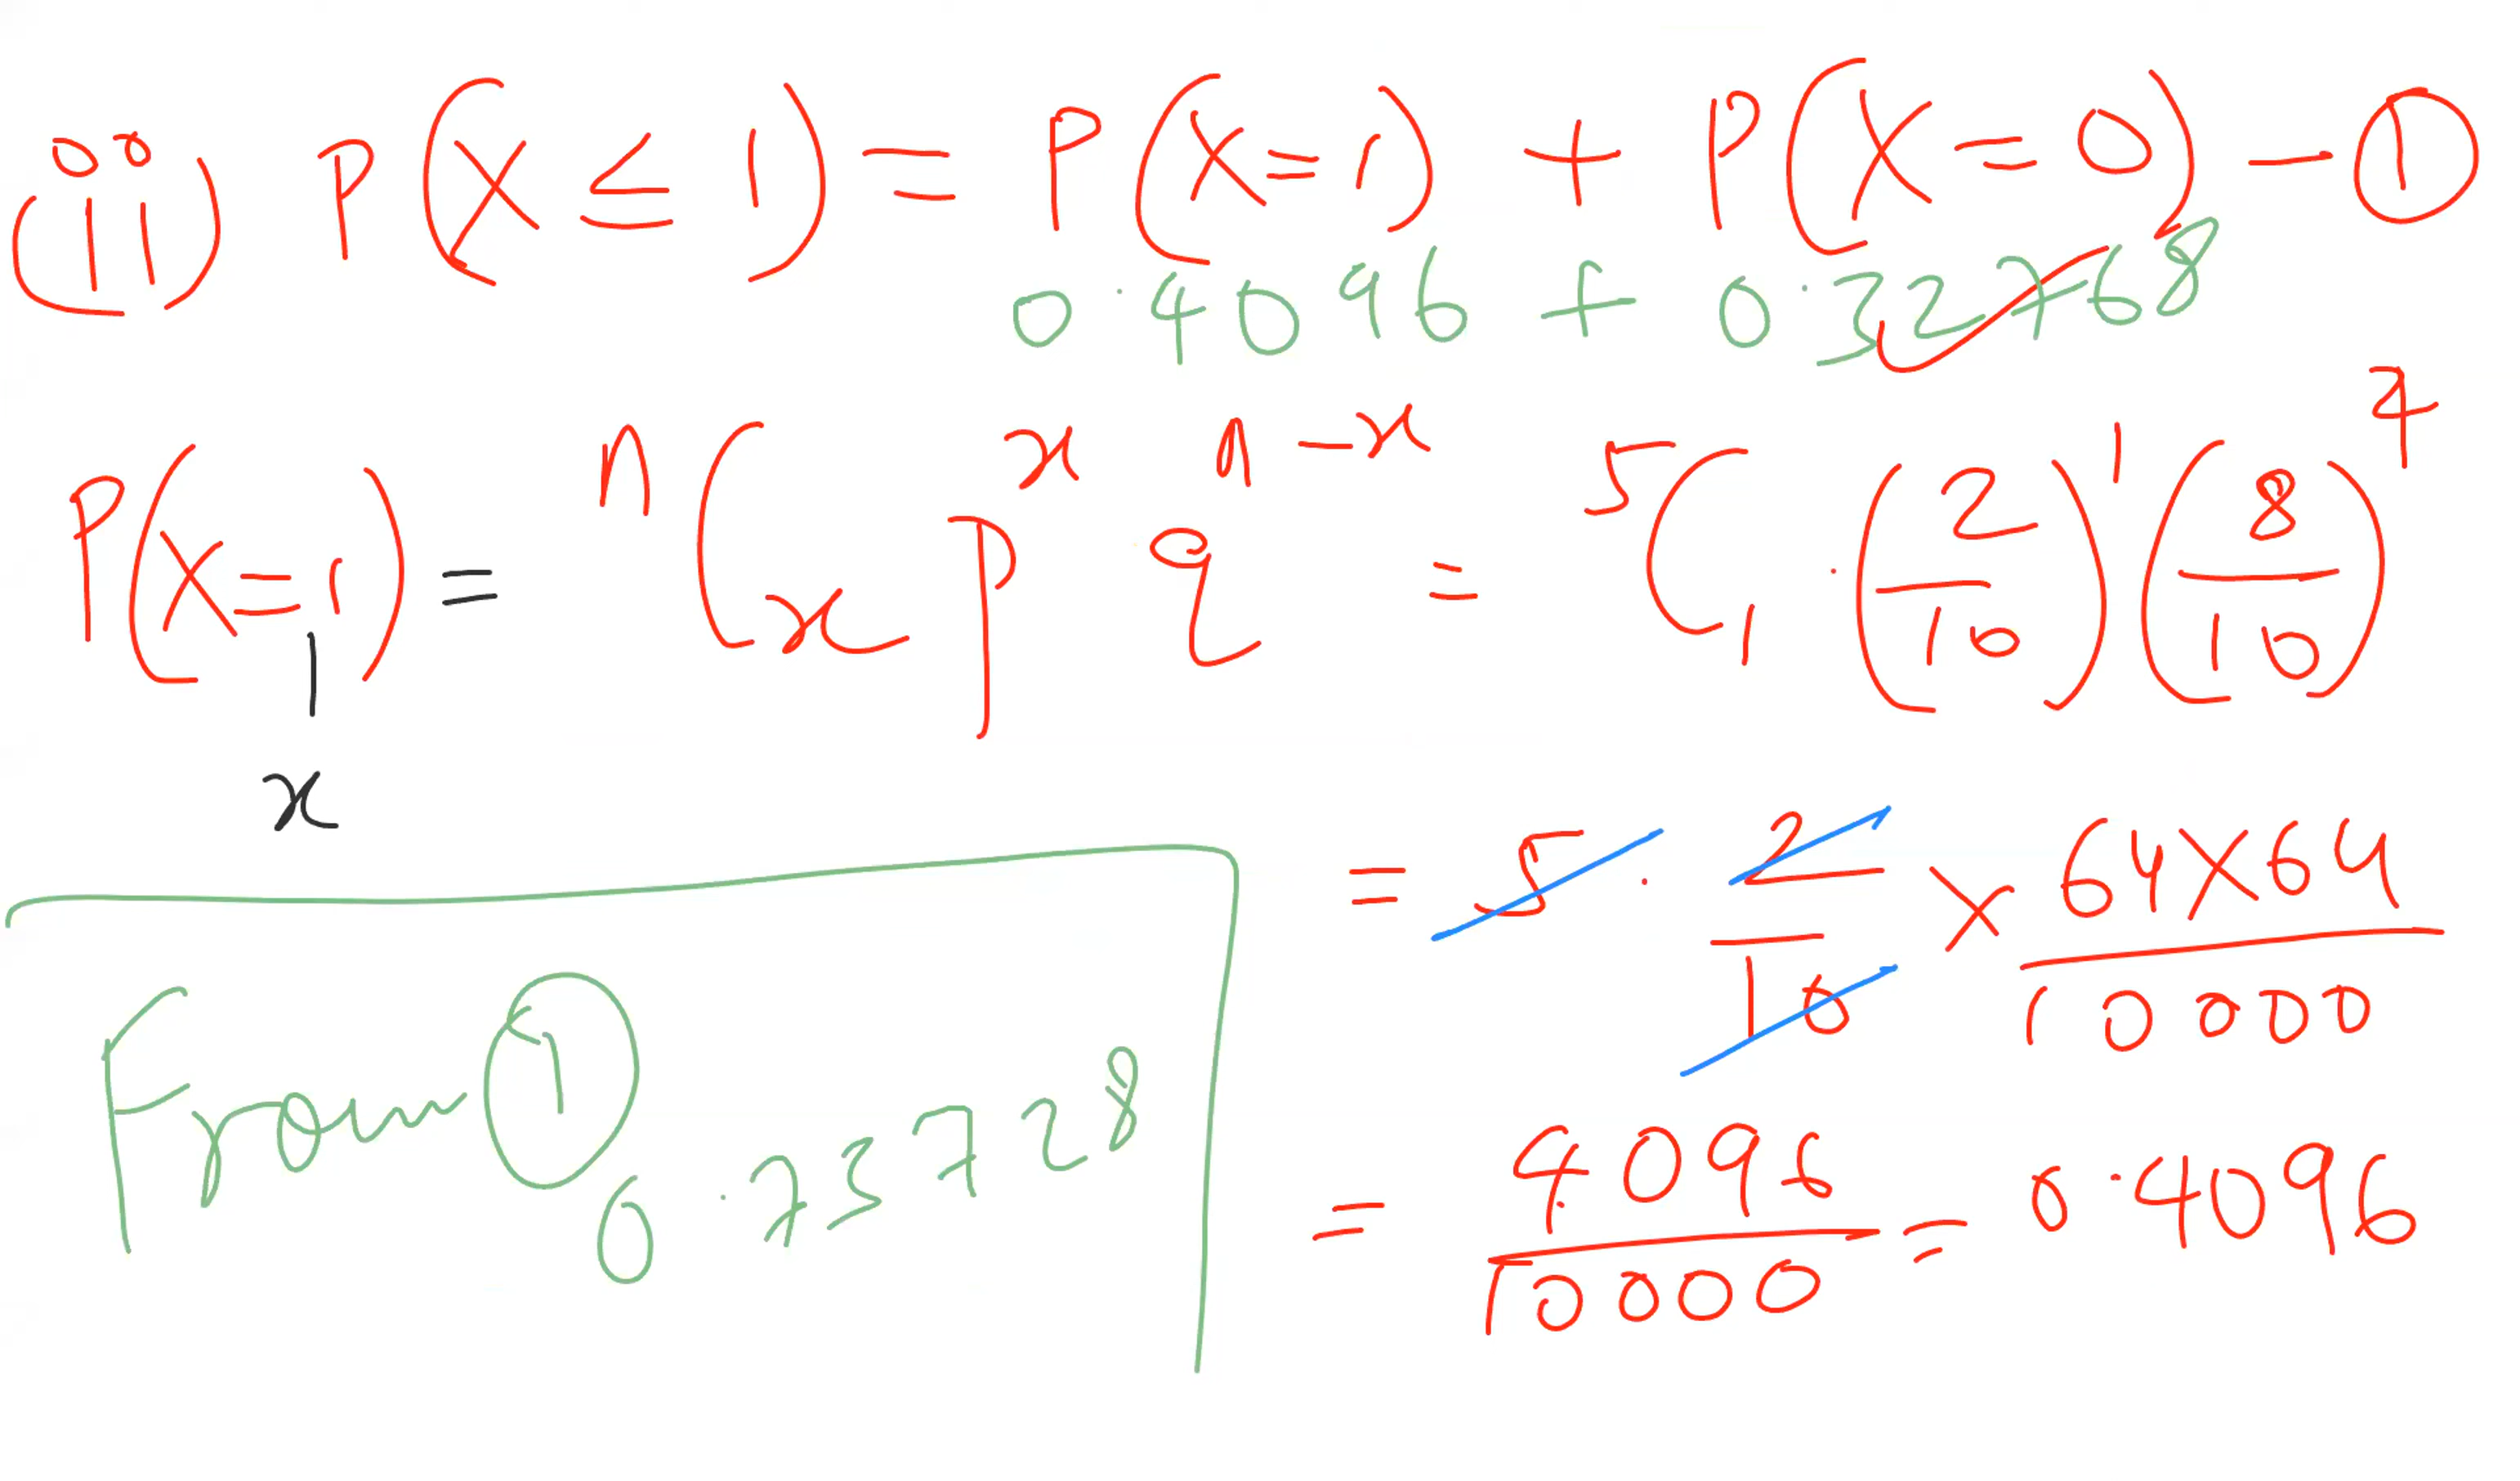 (ii) P(X ≤ 1) = P(X = 1) + P(X = 0) - ①
0.4096 + 0.32768
P(X = 1) = ⁿCₓ pˣ qⁿ⁻ˣ = ⁵C₁ · (2/10)¹ (8/10)⁴
1
x
= 5 · 2/10 × 64×64/10000
= 4096/10000 = 0.4096
From ①
0.73728